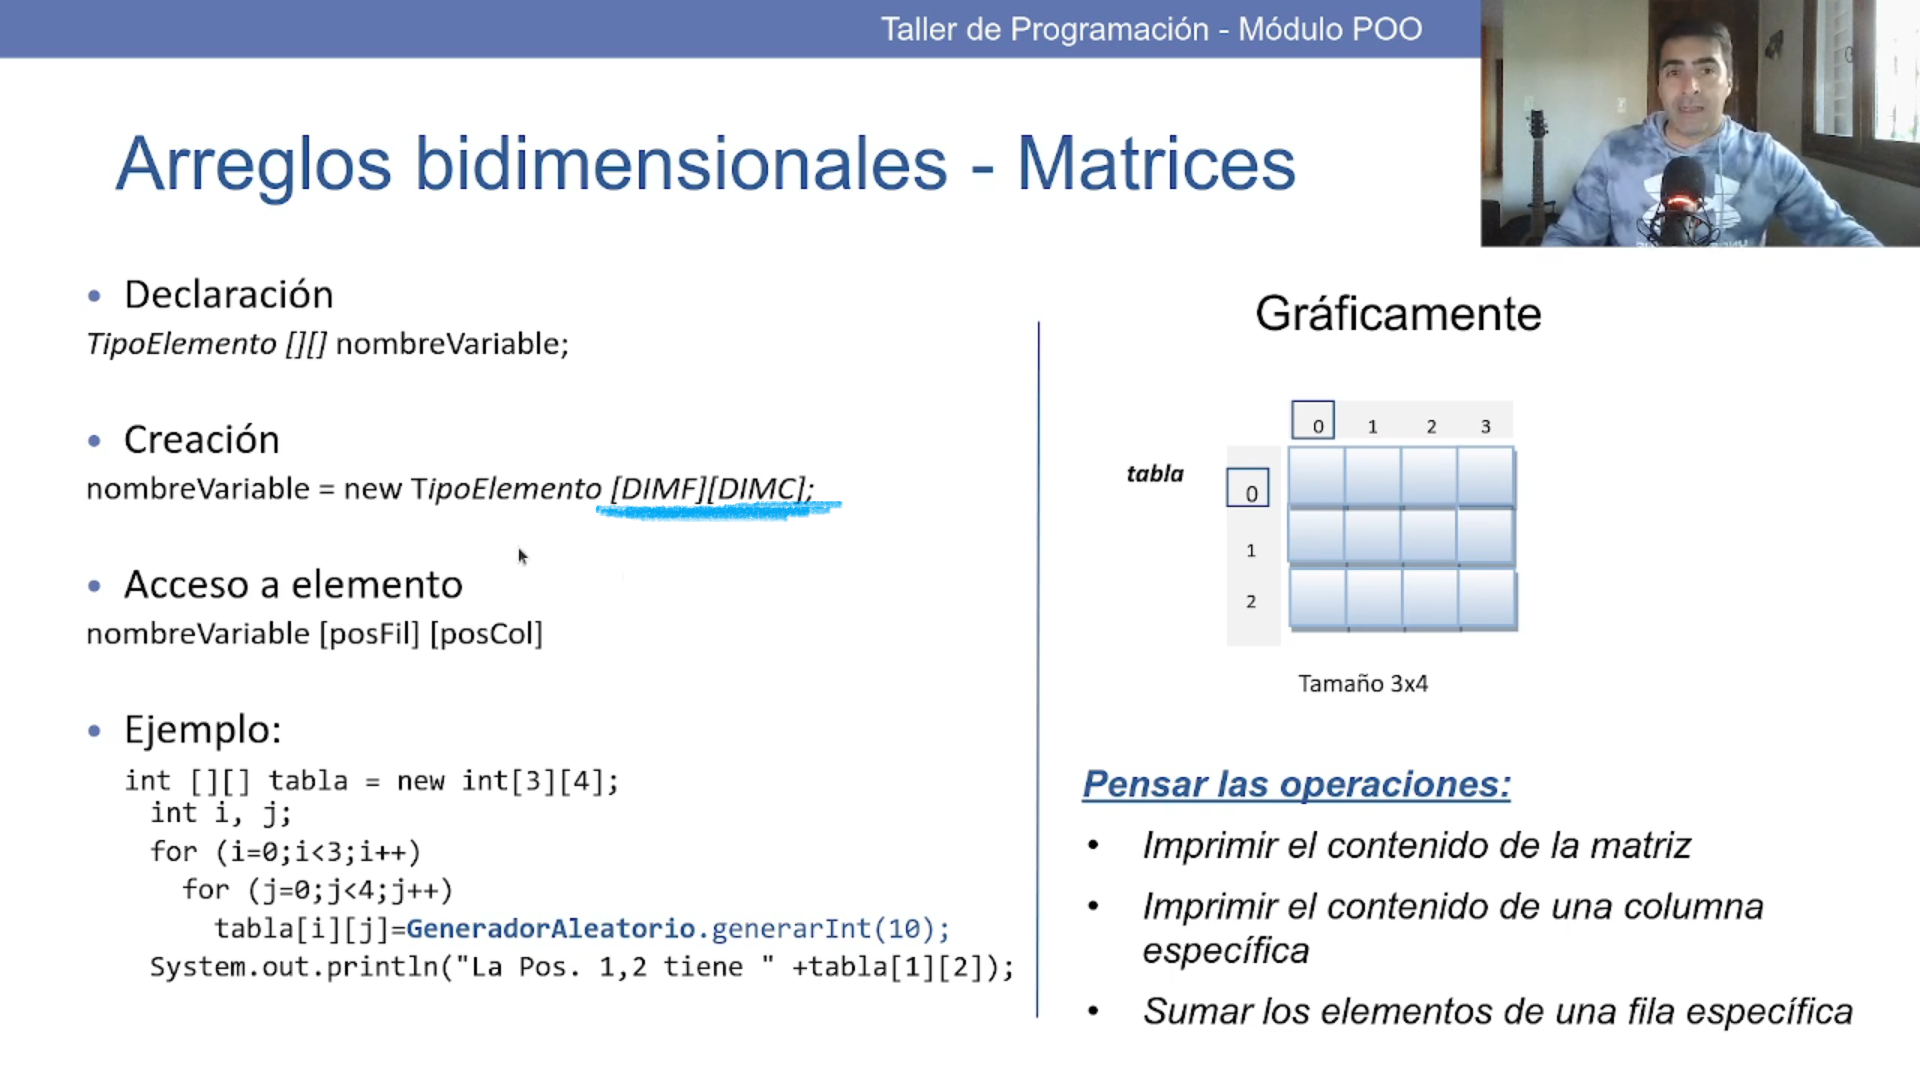 Taller de Programación - Módulo POO
Arreglos bidimensionales - Matrices
• Declaración
TipoElemento [][] nombreVariable;
• Creación
nombreVariable = new TipoElemento [DIMF][DIMC];
• Acceso a elemento
nombreVariable [posFil] [posCol]
• Ejemplo:
int [][] tabla = new int[3][4];
int i, j;
for (i=0;i<3;i++)
for (j=0;j<4;j++)
tabla[i][j]=GeneradorAleatorio.generarInt(10);
System.out.println("La Pos. 1,2 tiene " +tabla[1][2]);
Gráficamente
0 1 2 3
tabla
0
1
2
Tamaño 3x4
Pensar las operaciones:
• Imprimir el contenido de la matriz
• Imprimir el contenido de una columna
específica
• Sumar los elementos de una fila específica